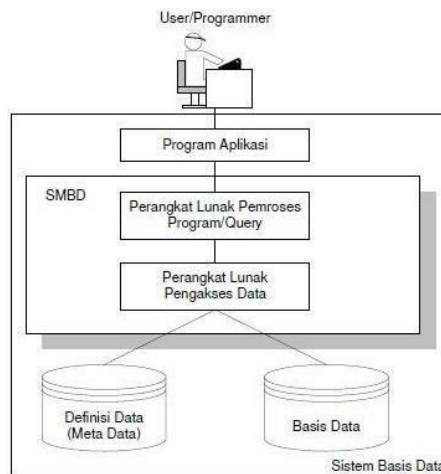 User/Programmer
Program Aplikasi
SMBD
Perangkat Lunak Pemroses
Program/Query
Perangkat Lunak
Pengakses Data
Definisi Data
(Meta Data)
Basis Data
Sistem Basis Data